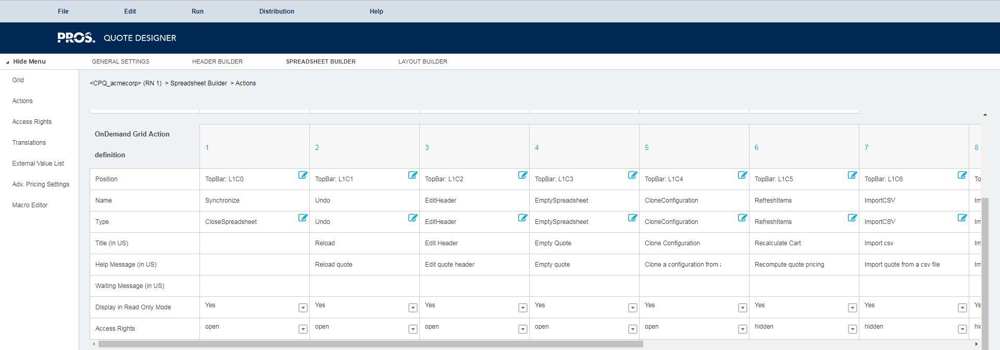 File Edit Run Distribution Help
PROS. QUOTE DESIGNER
Hide Menu GENERAL SETTINGS HEADER BUILDER SPREADSHEET BUILDER LAYOUT BUILDER
Grid
Actions
Access Rights
Translations
External Value List
Adv. Pricing Settings
Macro Editor
<CPQ_acmecorp> (RN 1) > Spreadsheet Builder > Actions
OnDemand Grid Action
definition
1 2 3 4 5 6 7 8
Position TopBar: L1C0 TopBar: L1C1 TopBar: L1C2 TopBar: L1C3 TopBar: L1C4 TopBar: L1C5 TopBar: L1C6 To
Name Synchronize Undo EditHeader EmptySpreadsheet CloneConfiguration RefreshItems ImportCSV Im
Type CloseSpreadsheet Undo EditHeader EmptySpreadsheet CloneConfiguration RefreshItems ImportCSV Im
Title (in US) Reload Edit Header Empty Quote Clone Configuration Recalculate Cart Import csv Im
Help Message (in US) Reload quote Edit quote header Empty quote Clone a configuration from Recompute quote pricing Import quote from a csv file Im
Waiting Message (in US)
Display in Read Only Mode Yes Yes Yes Yes Yes Yes Yes Ye
Access Rights open open open open open hidden hidden hi